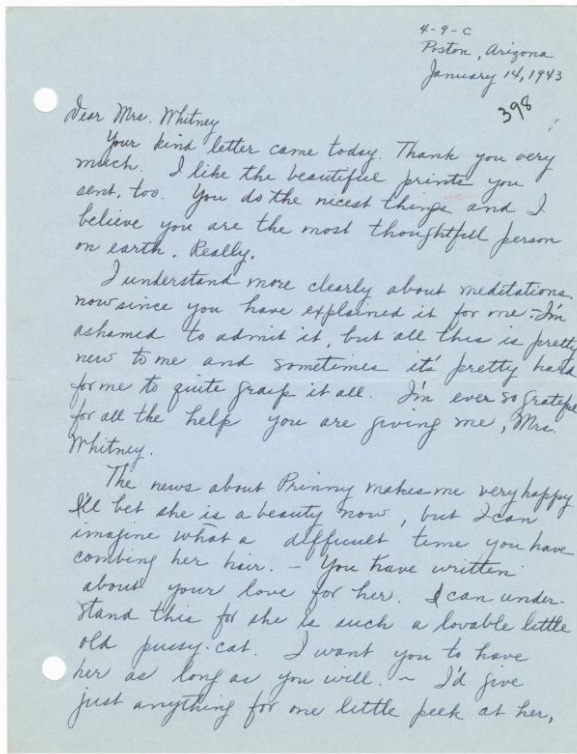 4-9-C
Poston, Arizona
January 14, 1943
398
Dear Mrs. Whitney
Your kind letter came today. Thank you very
much. I like the beautiful prints you
sent, too. You do the nicest things and I
believe you are the most thoughtful person
on earth. Really.
I understand more clearly about meditations
now since you have explained it for me - I'm
ashamed to admit it, but all this is pretty
new to me and sometimes it's pretty hard
for me to quite grasp it all. I'm ever so grateful
for all the help you are giving me, Mrs.
Whitney.
The news about Prinny makes me very happy.
I'll bet she is a beauty now, but I can
imagine what a difficult time you have
combing her hair. - You have written
about your love for her. I can under-
stand this for she is such a lovable little
old pussy-cat. I want you to have
her as long as you will. ~ I'd give
just anything for one little peek at her,